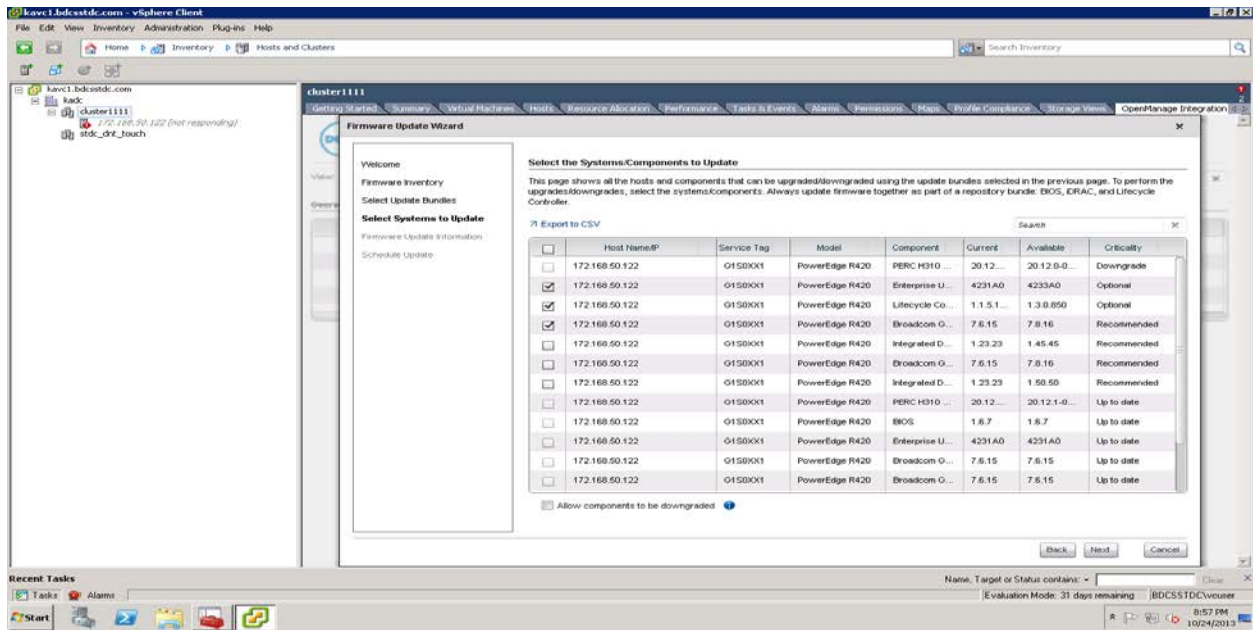 kavc1.bdcsstdc.com - vSphere Client
File Edit View Inventory Administration Plug-ins Help
Home Inventory Hosts and Clusters
Search Inventory
kavc1.bdcsstdc.com
kadc
cluster1111
172.168.50.122 (not responding)
stdc_dnt_touch
cluster1111
Getting Started Summary Virtual Machines Hosts Resource Allocation Performance Tasks & Events Alarms Permissions Maps Profile Compliance Storage Views OpenManage Integration
Firmware Update Wizard
Welcome
Firmware Inventory
Select Update Bundles
Select Systems to Update
Firmware Update Information
Schedule Update
Select the Systems/Components to Update
This page shows all the hosts and components that can be upgraded/downgraded using the update bundles selected in the previous page. To perform the
upgrades/downgrades, select the systems/components. Always update firmware together as part of a repository bundle: BIOS, iDRAC, and Lifecycle
Controller.
Export to CSV
Search
Host Name/IP Service Tag Model Component Current Available Criticality
172.168.50.122 G1S0XX1 PowerEdge R420 PERC H310 ... 20.12.... 20.12.0-0... Downgrade
172.168.50.122 G1S0XX1 PowerEdge R420 Enterprise U... 4231A0 4233A0 Optional
172.168.50.122 G1S0XX1 PowerEdge R420 Lifecycle Co... 1.1.5.1... 1.3.0.850 Optional
172.168.50.122 G1S0XX1 PowerEdge R420 Broadcom G... 7.6.15 7.8.16 Recommended
172.168.50.122 G1S0XX1 PowerEdge R420 Integrated D... 1.23.23 1.45.45 Recommended
172.168.50.122 G1S0XX1 PowerEdge R420 Broadcom G... 7.6.15 7.8.16 Recommended
172.168.50.122 G1S0XX1 PowerEdge R420 Integrated D... 1.23.23 1.50.50 Recommended
172.168.50.122 G1S0XX1 PowerEdge R420 PERC H310 ... 20.12.... 20.12.1-0... Up to date
172.168.50.122 G1S0XX1 PowerEdge R420 BIOS 1.6.7 1.6.7 Up to date
172.168.50.122 G1S0XX1 PowerEdge R420 Enterprise U... 4231A0 4231A0 Up to date
172.168.50.122 G1S0XX1 PowerEdge R420 Broadcom G... 7.6.15 7.6.15 Up to date
172.168.50.122 G1S0XX1 PowerEdge R420 Broadcom G... 7.6.15 7.6.15 Up to date
Allow components to be downgraded
Back Next Cancel
Recent Tasks
Name, Target or Status contains:
Clear
Tasks Alarms
Evaluation Mode: 31 days remaining
BDCSSTDC\vcuser
Start
8:57 PM
10/24/2013